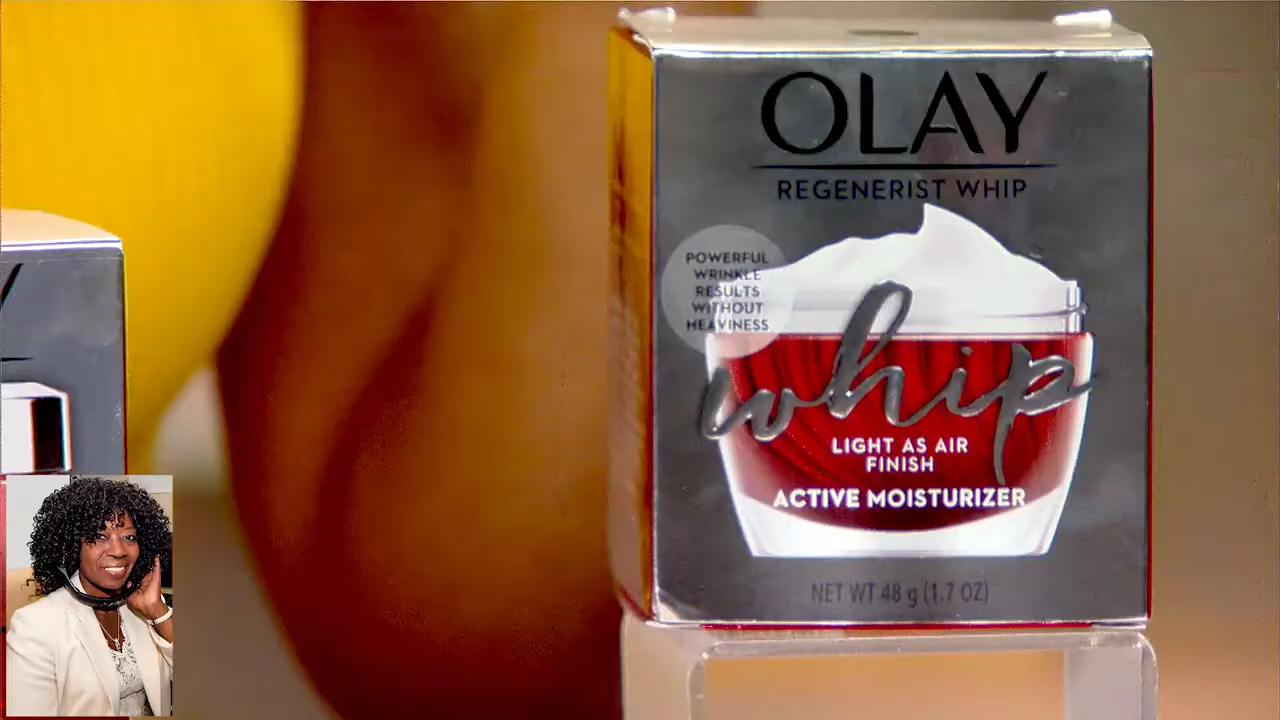 OLAY
REGENERIST WHIP
POWERFUL
WRINKLE
RESULTS
WITHOUT
HEAVINESS
whip
LIGHT AS AIR
FINISH
ACTIVE MOISTURIZER
NET WT 48 g (1.7 OZ)